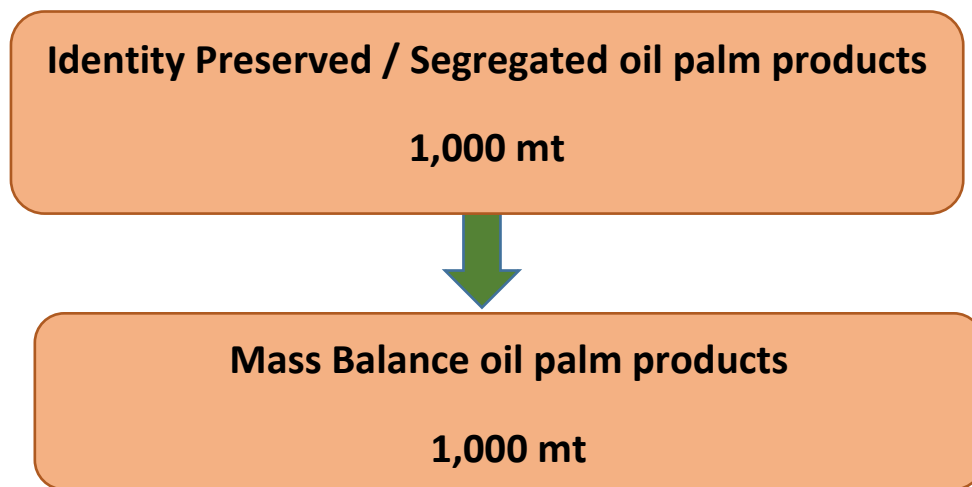 Identity Preserved / Segregated oil palm products
1,000 mt
Mass Balance oil palm products
1,000 mt